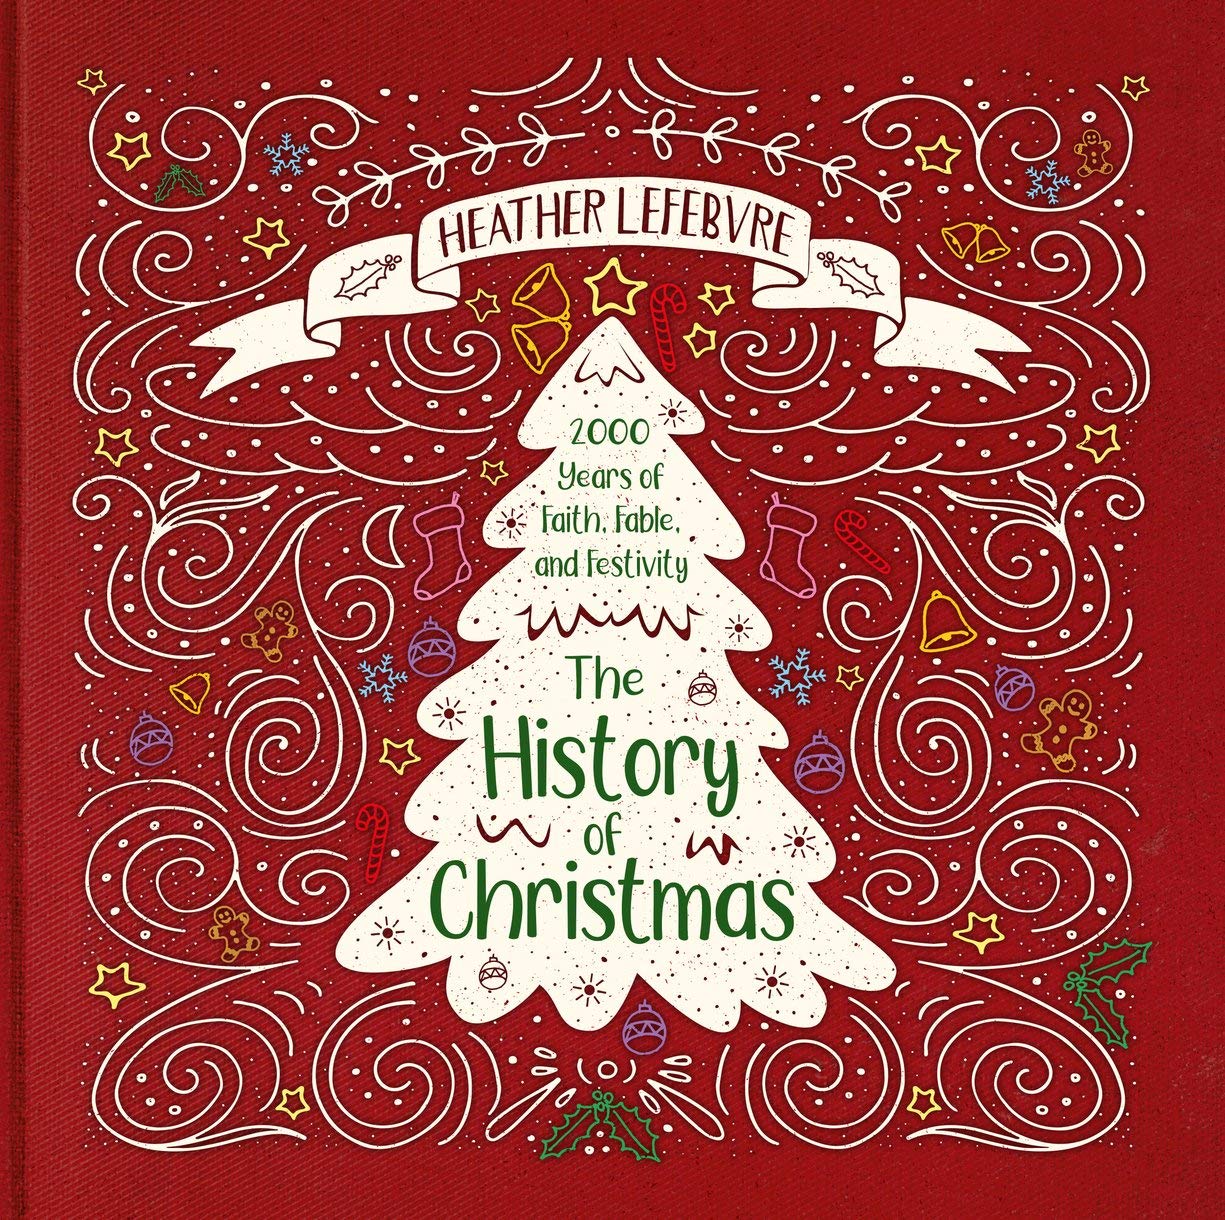 HEATHER LEFEBVRE
2000
Years of
Faith, Fable,
and Festivity
The
History
of
Christmas